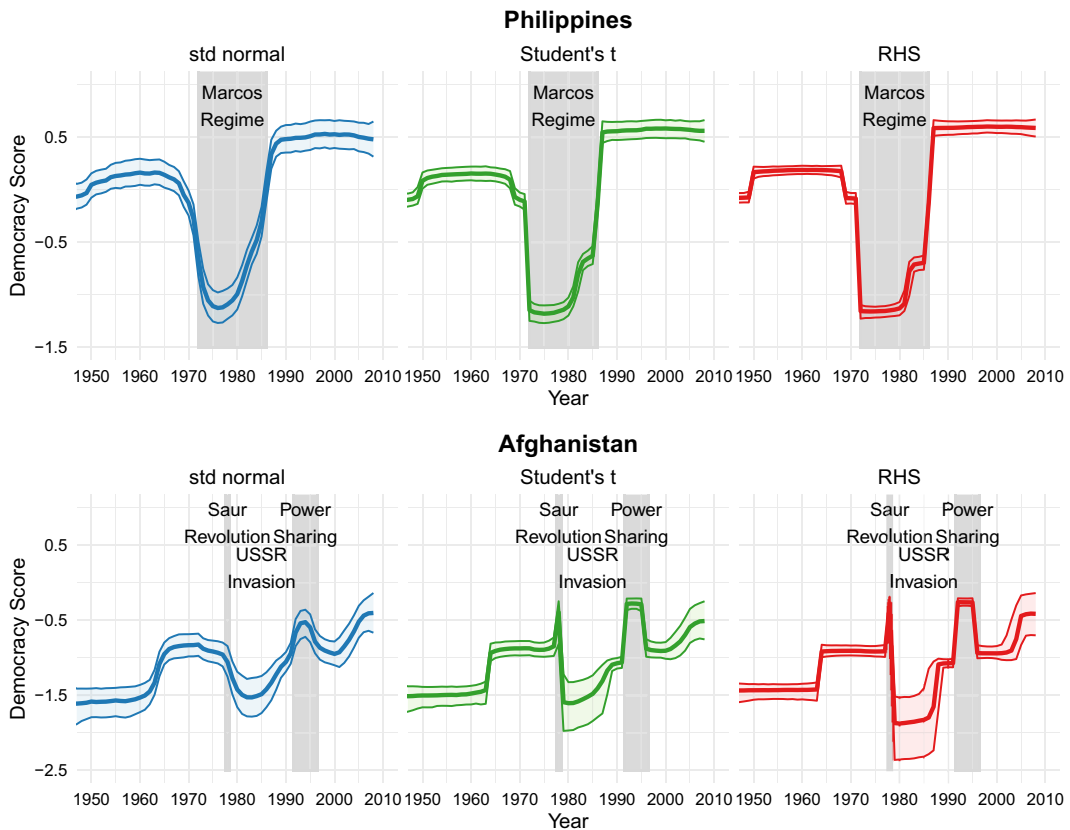 Philippines
std normal Student's t RHS
Marcos Marcos Marcos
Regime Regime Regime
0.5
−0.5
−1.5
Democracy Score
1950 1960 1970 1980 1990 2000 2010 1950 1960 1970 1980 1990 2000 2010 1950 1960 1970 1980 1990 2000 2010
Year
Afghanistan
std normal Student's t RHS
Saur Power Saur Power Saur Power
Revolution Sharing Revolution Sharing Revolution Sharing
USSR USSR USSR
Invasion Invasion Invasion
0.5
−0.5
−1.5
−2.5
Democracy Score
1950 1960 1970 1980 1990 2000 2010 1950 1960 1970 1980 1990 2000 2010 1950 1960 1970 1980 1990 2000 2010
Year